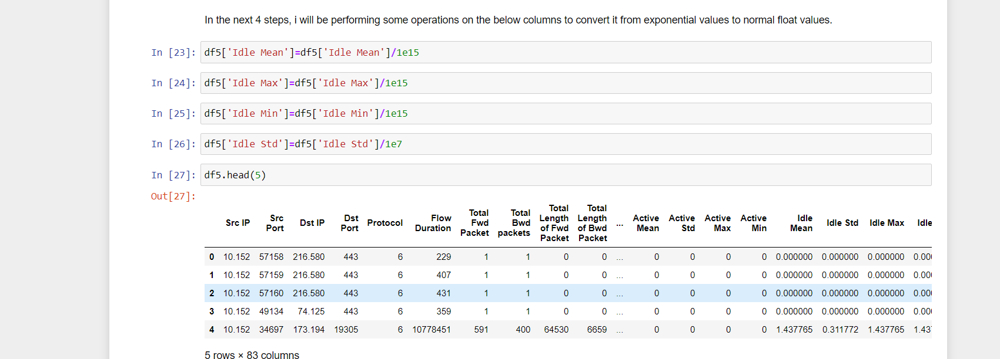 In the next 4 steps, i will be performing some operations on the below columns to convert it from exponential values to normal float values.
In [23]: df5['Idle Mean']=df5['Idle Mean']/1e15
In [24]: df5['Idle Max']=df5['Idle Max']/1e15
In [25]: df5['Idle Min']=df5['Idle Min']/1e15
In [26]: df5['Idle Std']=df5['Idle Std']/1e7
In [27]: df5.head(5)
Out[27]:
Src IP Src Port Dst IP Dst Port Protocol Flow Duration Total Fwd Packet Total Bwd packets Total Length of Fwd Packet Total Length of Bwd Packet ... Active Mean Active Std Active Max Active Min Idle Mean Idle Std Idle Max Idle
0 10.152 57158 216.580 443 6 229 1 1 0 0 ... 0 0 0 0 0.000000 0.000000 0.000000 0.00
1 10.152 57159 216.580 443 6 407 1 1 0 0 ... 0 0 0 0 0.000000 0.000000 0.000000 0.00
2 10.152 57160 216.580 443 6 431 1 1 0 0 ... 0 0 0 0 0.000000 0.000000 0.000000 0.00
3 10.152 49134 74.125 443 6 359 1 1 0 0 ... 0 0 0 0 0.000000 0.000000 0.000000 0.00
4 10.152 34697 173.194 19305 6 10778451 591 400 64530 6659 ... 0 0 0 0 1.437765 0.311772 1.437765 1.43
5 rows × 83 columns